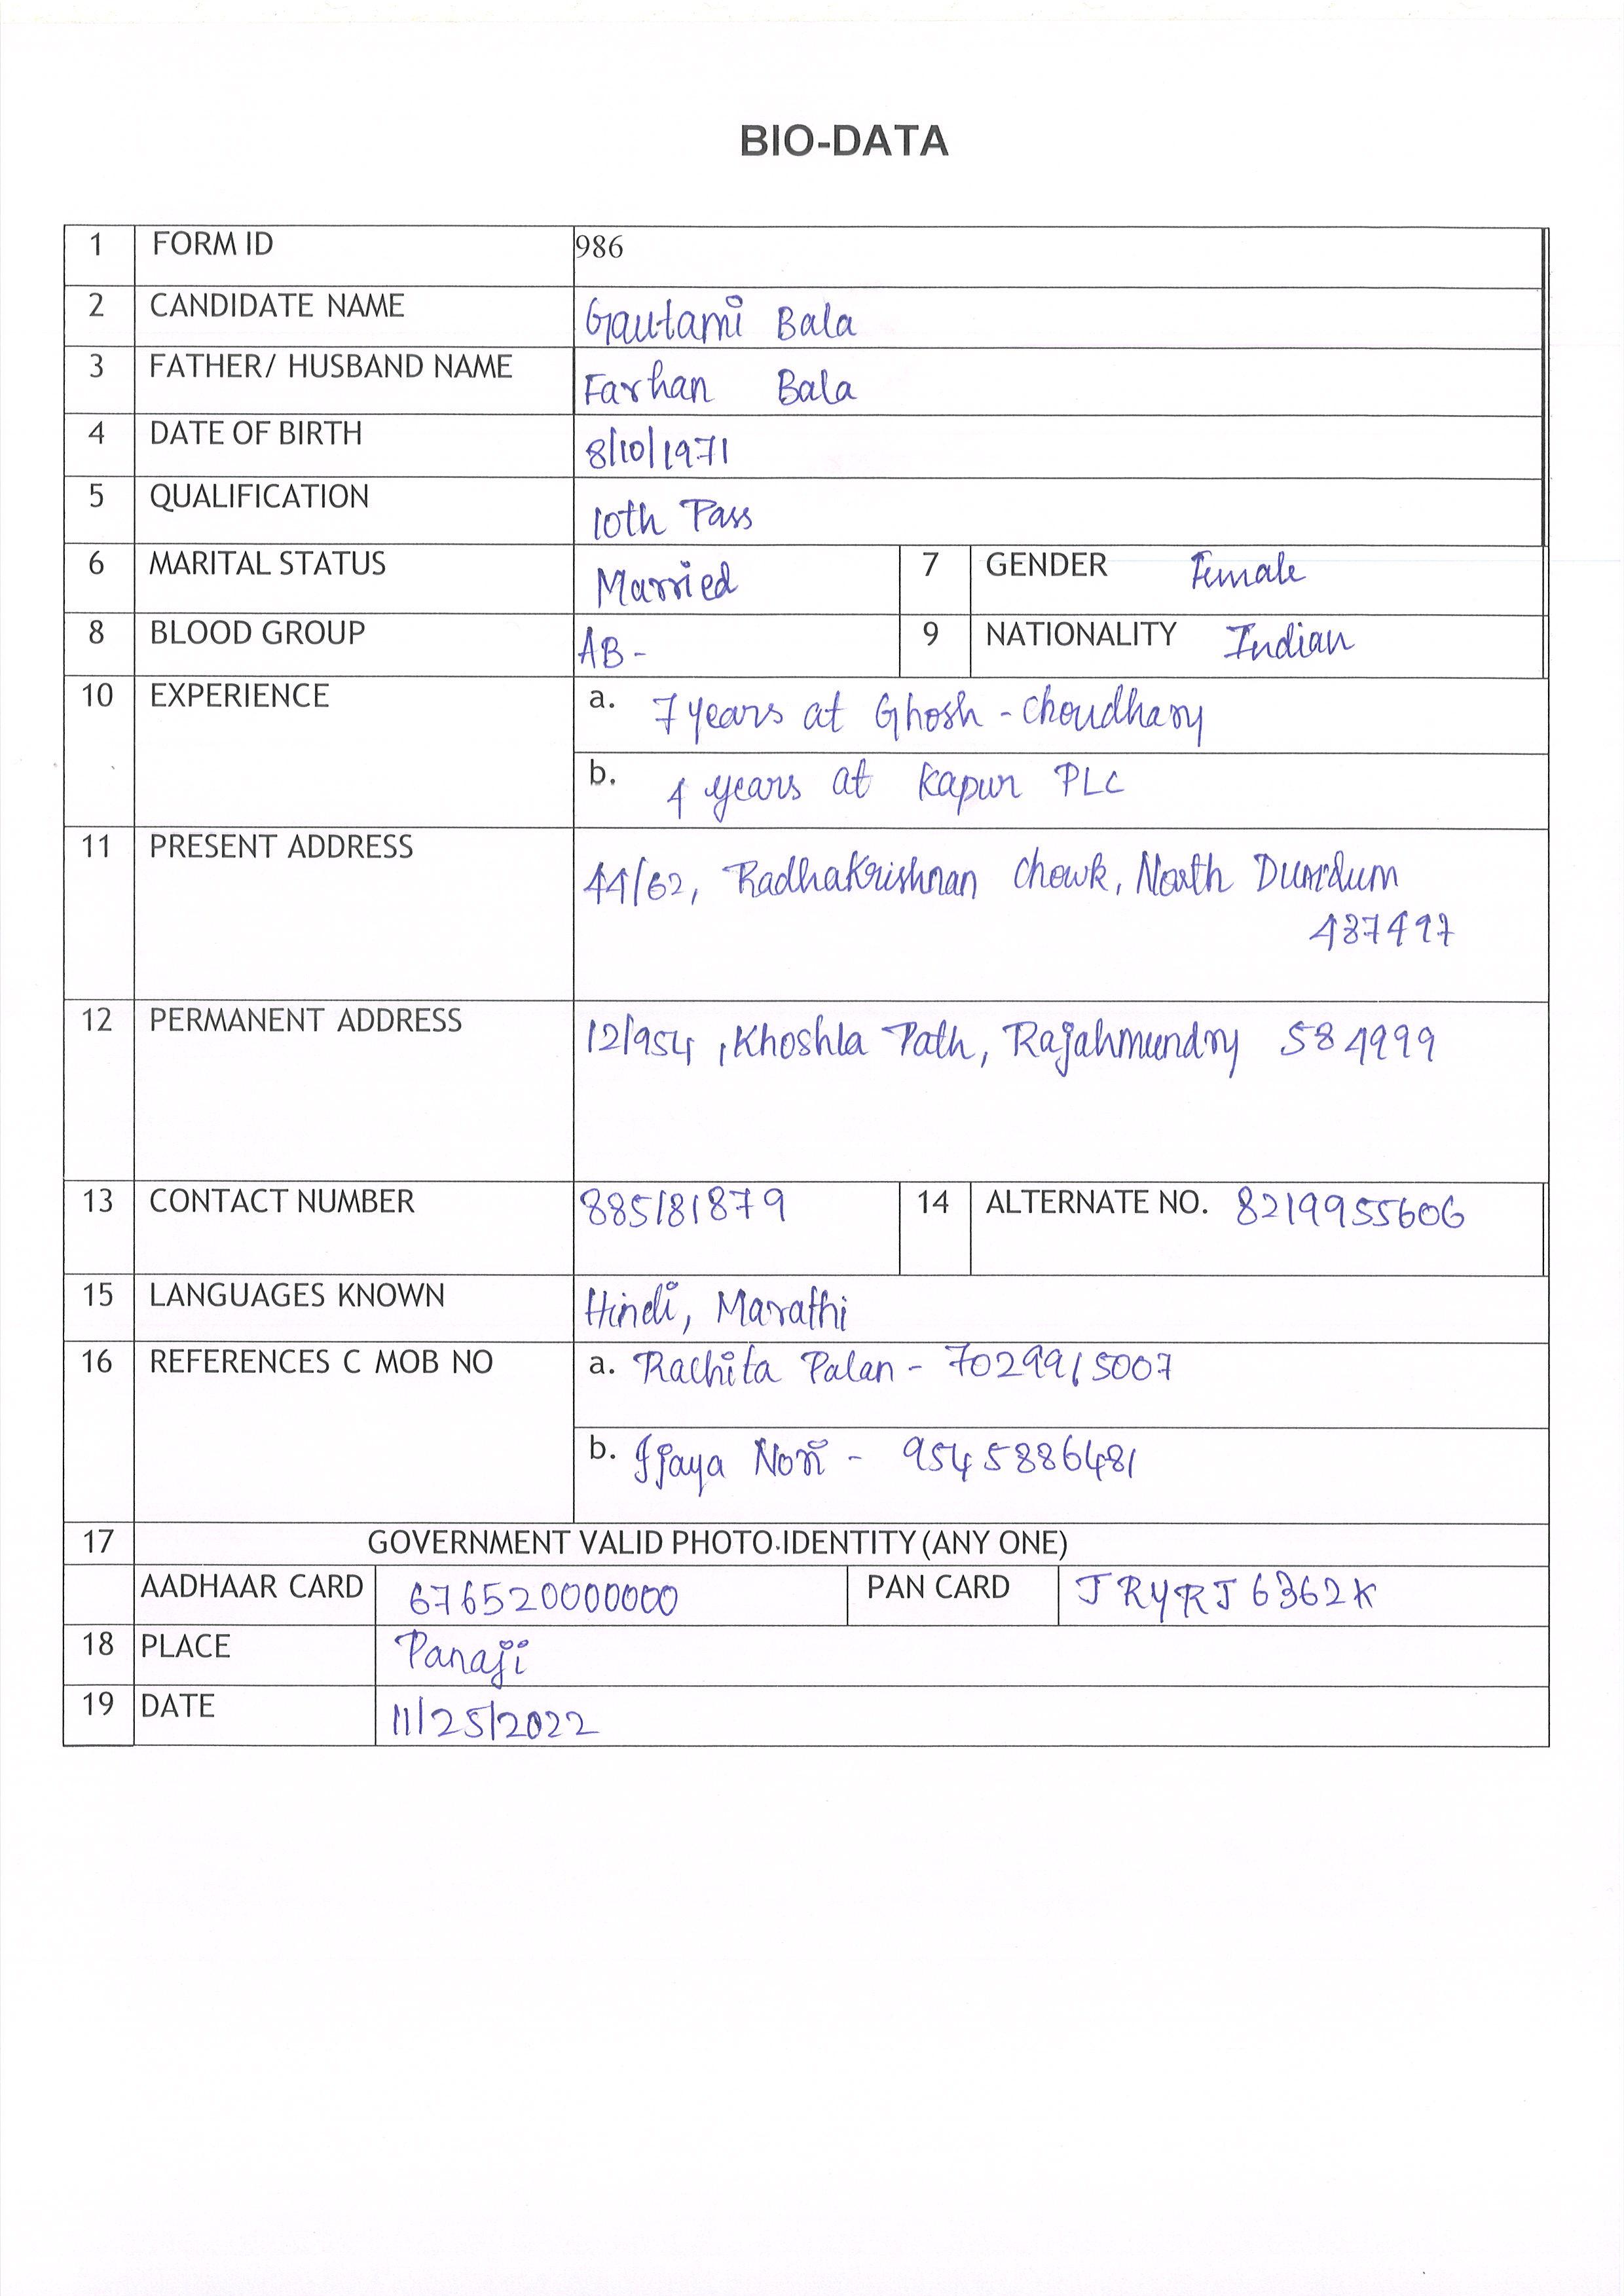 BIO-DATA
1 FORM ID 986
2 CANDIDATE NAME Gautami Bala
3 FATHER/ HUSBAND NAME Farhan Bala
4 DATE OF BIRTH 8/10/1971
5 QUALIFICATION 10th Pass
6 MARITAL STATUS Married 7 GENDER Female
8 BLOOD GROUP AB- 9 NATIONALITY Indian
10 EXPERIENCE a. 7 years at Ghosh-Choudhary
b. 4 years at Kapur PLC
11 PRESENT ADDRESS 44/62, Radhakrishnan Chowk, North Dumdum
437497
12 PERMANENT ADDRESS 12/954, Khoshla Path, Rajahmundry 584999
13 CONTACT NUMBER 885181879 14 ALTERNATE NO. 8219955606
15 LANGUAGES KNOWN Hindi, Marathi
16 REFERENCES C MOB NO a. Rachita Palan - 7029915007
b. Ijaya Nori - 9545886481
17 GOVERNMENT VALID PHOTO IDENTITY (ANY ONE)
AADHAAR CARD 676520000000 PAN CARD JRYRJ6362K
18 PLACE Panaji
19 DATE 11/25/2022